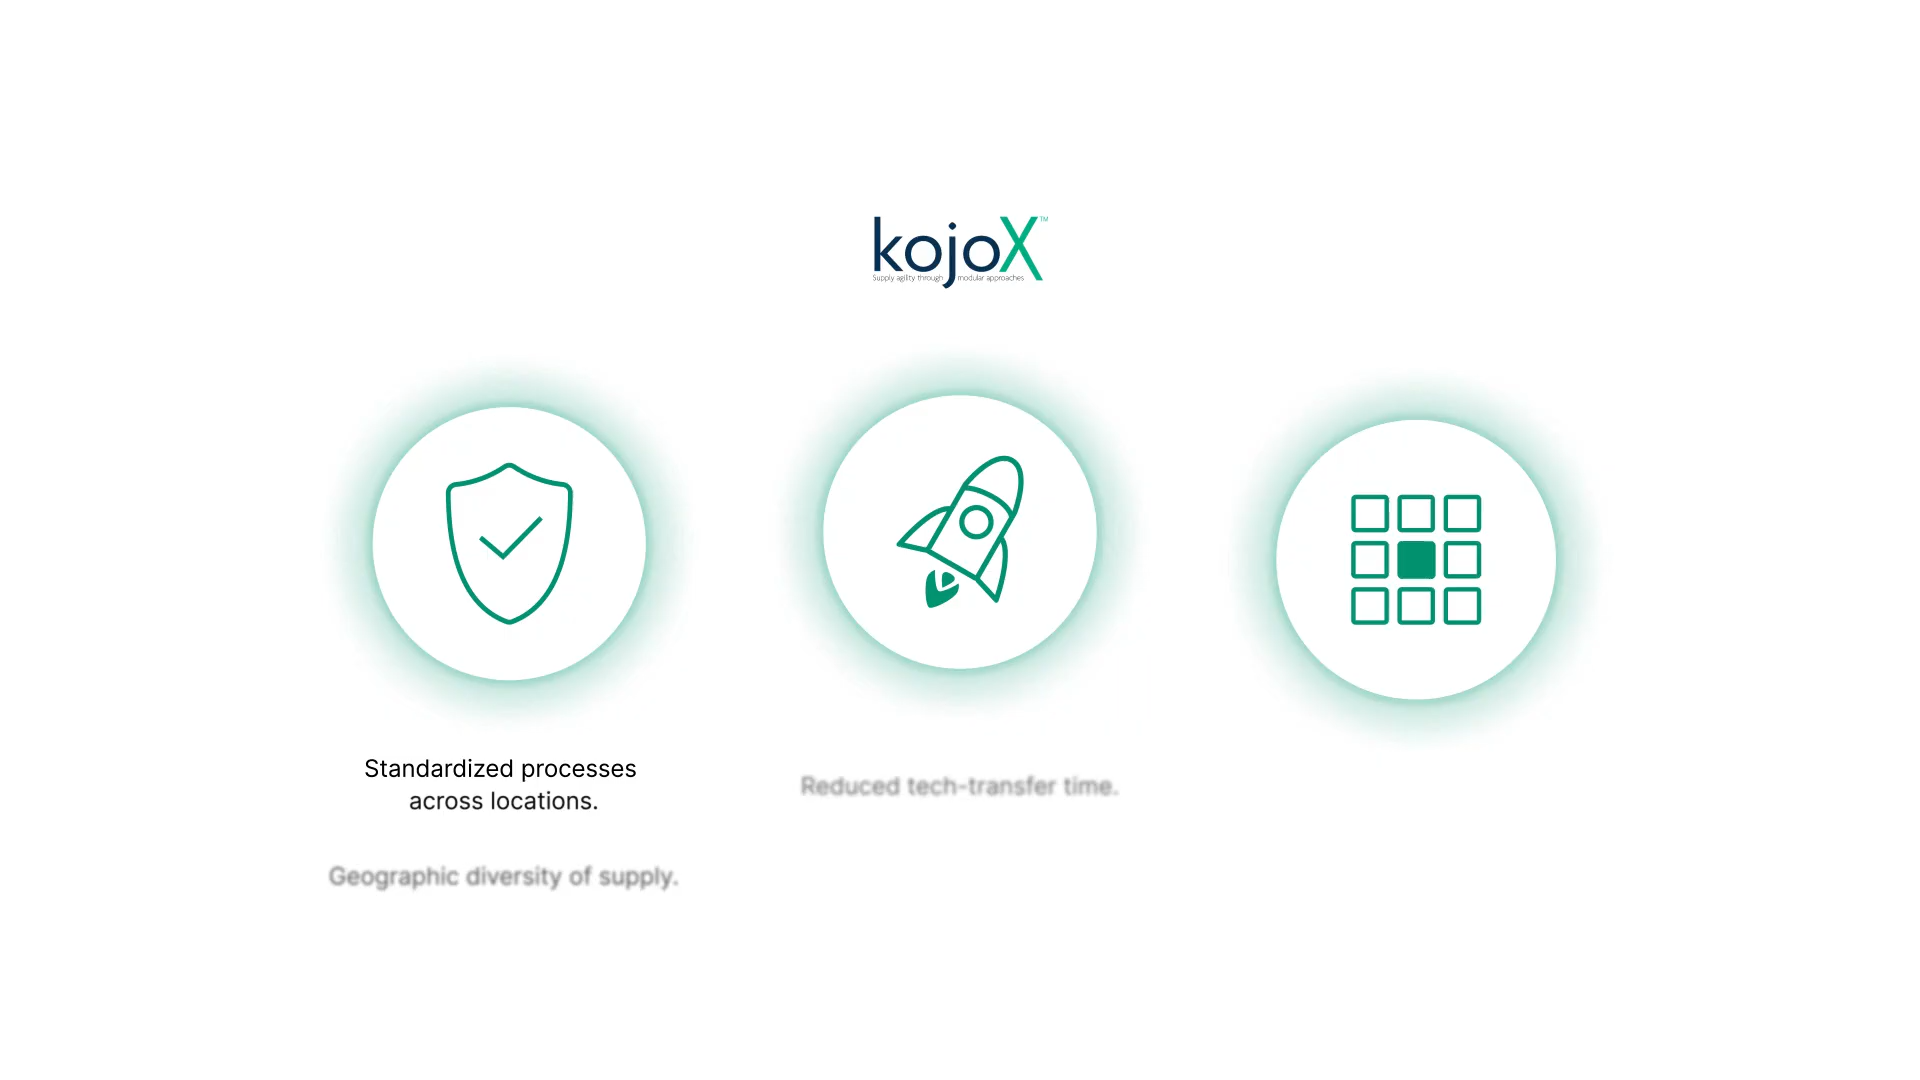 kojoX™
Supply agility through modular approaches
Standardized processes
across locations.
Geographic diversity of supply.
Reduced tech-transfer time.